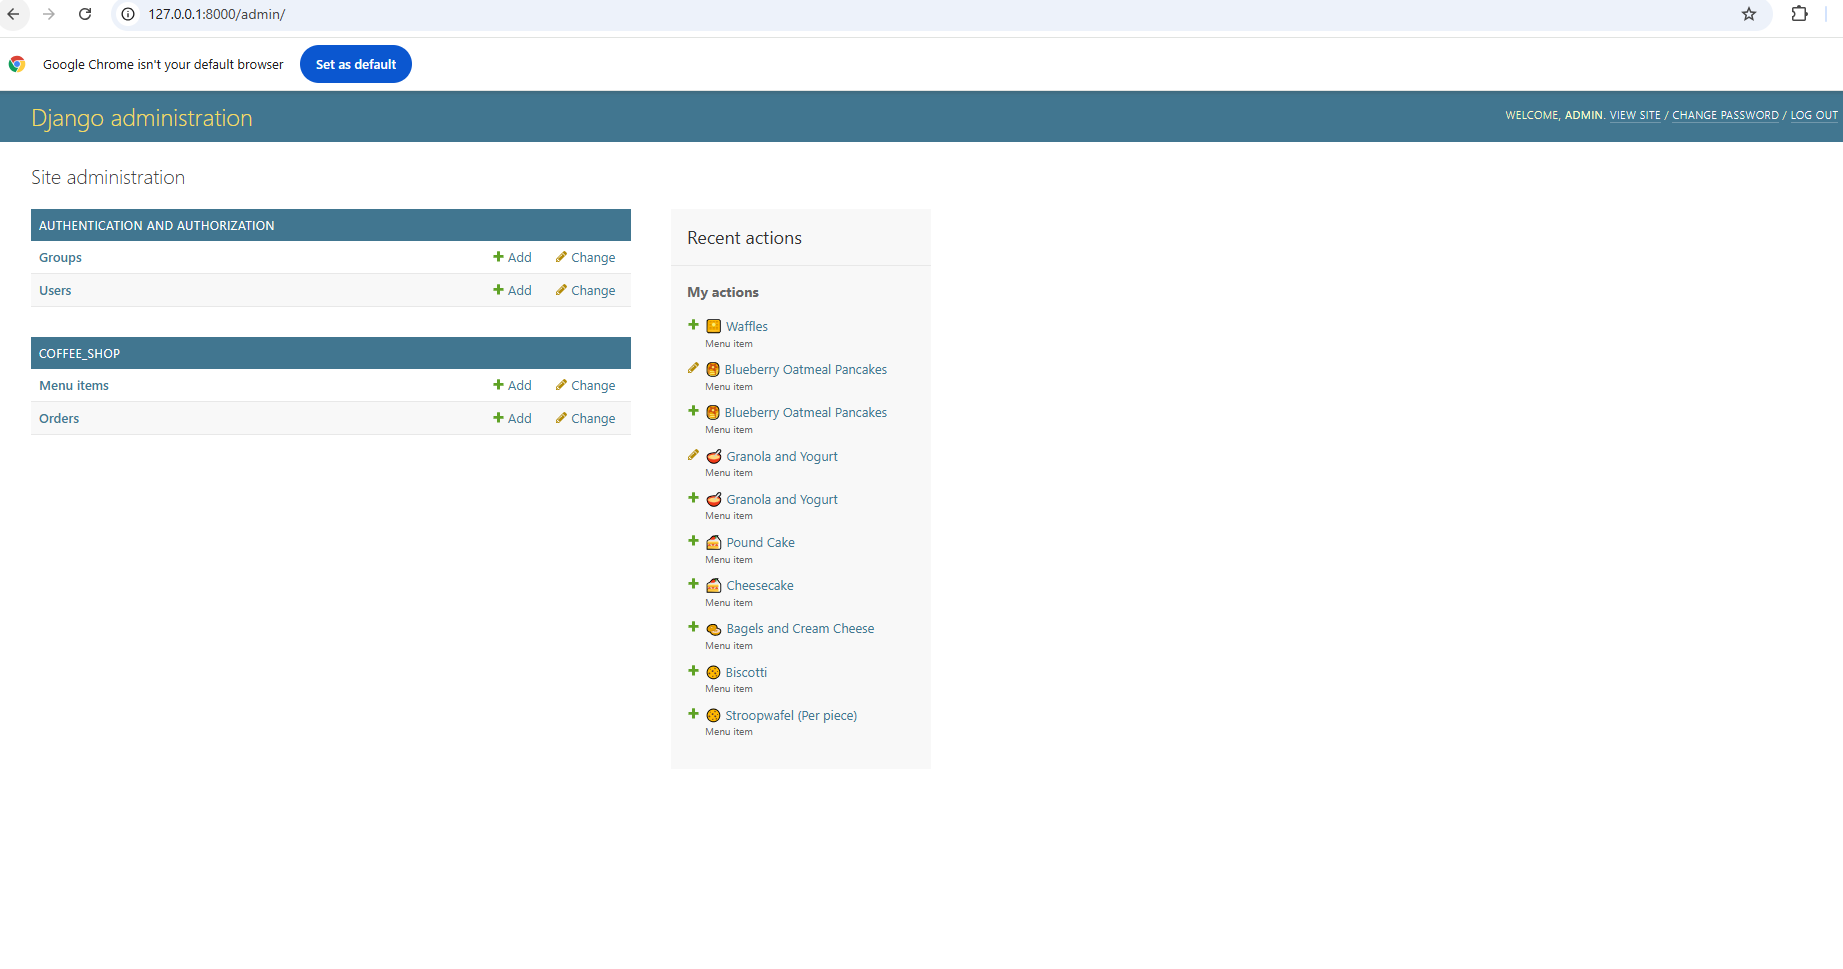 127.0.0.1:8000/admin/
Google Chrome isn't your default browser Set as default
Django administration
WELCOME, ADMIN. VIEW SITE / CHANGE PASSWORD / LOG OUT
Site administration
AUTHENTICATION AND AUTHORIZATION
Groups Add Change
Users Add Change
COFFEE_SHOP
Menu items Add Change
Orders Add Change
Recent actions
My actions
Waffles
Menu item
Blueberry Oatmeal Pancakes
Menu item
Blueberry Oatmeal Pancakes
Menu item
Granola and Yogurt
Menu item
Granola and Yogurt
Menu item
Pound Cake
Menu item
Cheesecake
Menu item
Bagels and Cream Cheese
Menu item
Biscotti
Menu item
Stroopwafel (Per piece)
Menu item